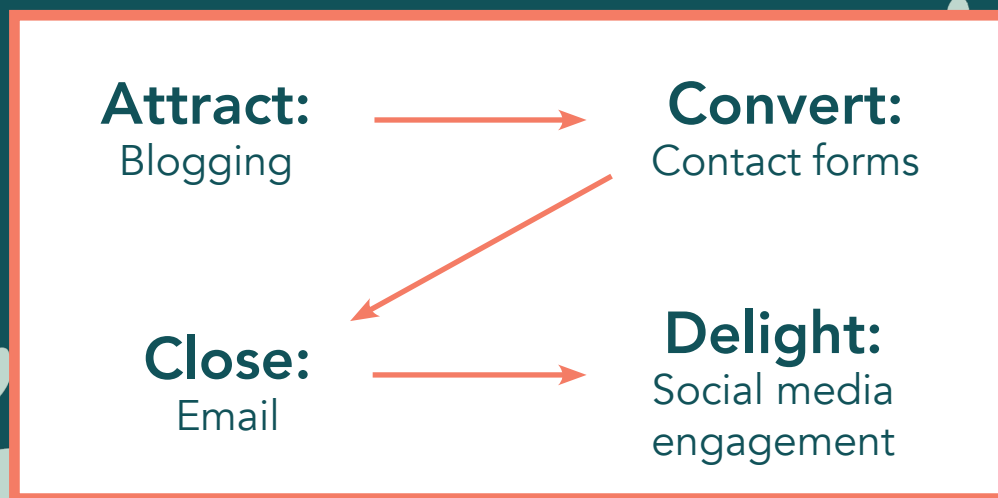 Attract:
Blogging
Convert:
Contact forms
Close:
Email
Delight:
Social media
engagement